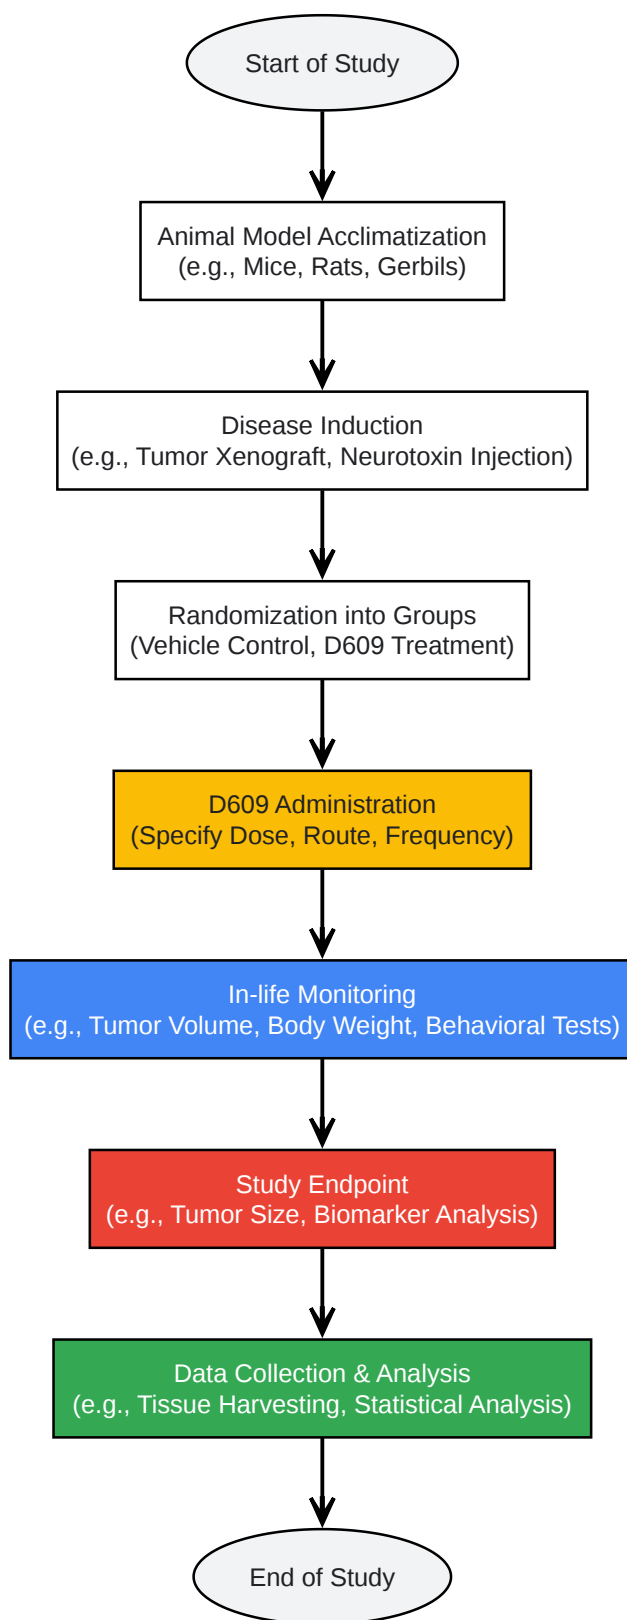 Start of Study
Animal Model Acclimatization
(e.g., Mice, Rats, Gerbils)
Disease Induction
(e.g., Tumor Xenograft, Neurotoxin Injection)
Randomization into Groups
(Vehicle Control, D609 Treatment)
D609 Administration
(Specify Dose, Route, Frequency)
In-life Monitoring
(e.g., Tumor Volume, Body Weight, Behavioral Tests)
Study Endpoint
(e.g., Tumor Size, Biomarker Analysis)
Data Collection & Analysis
(e.g., Tissue Harvesting, Statistical Analysis)
End of Study